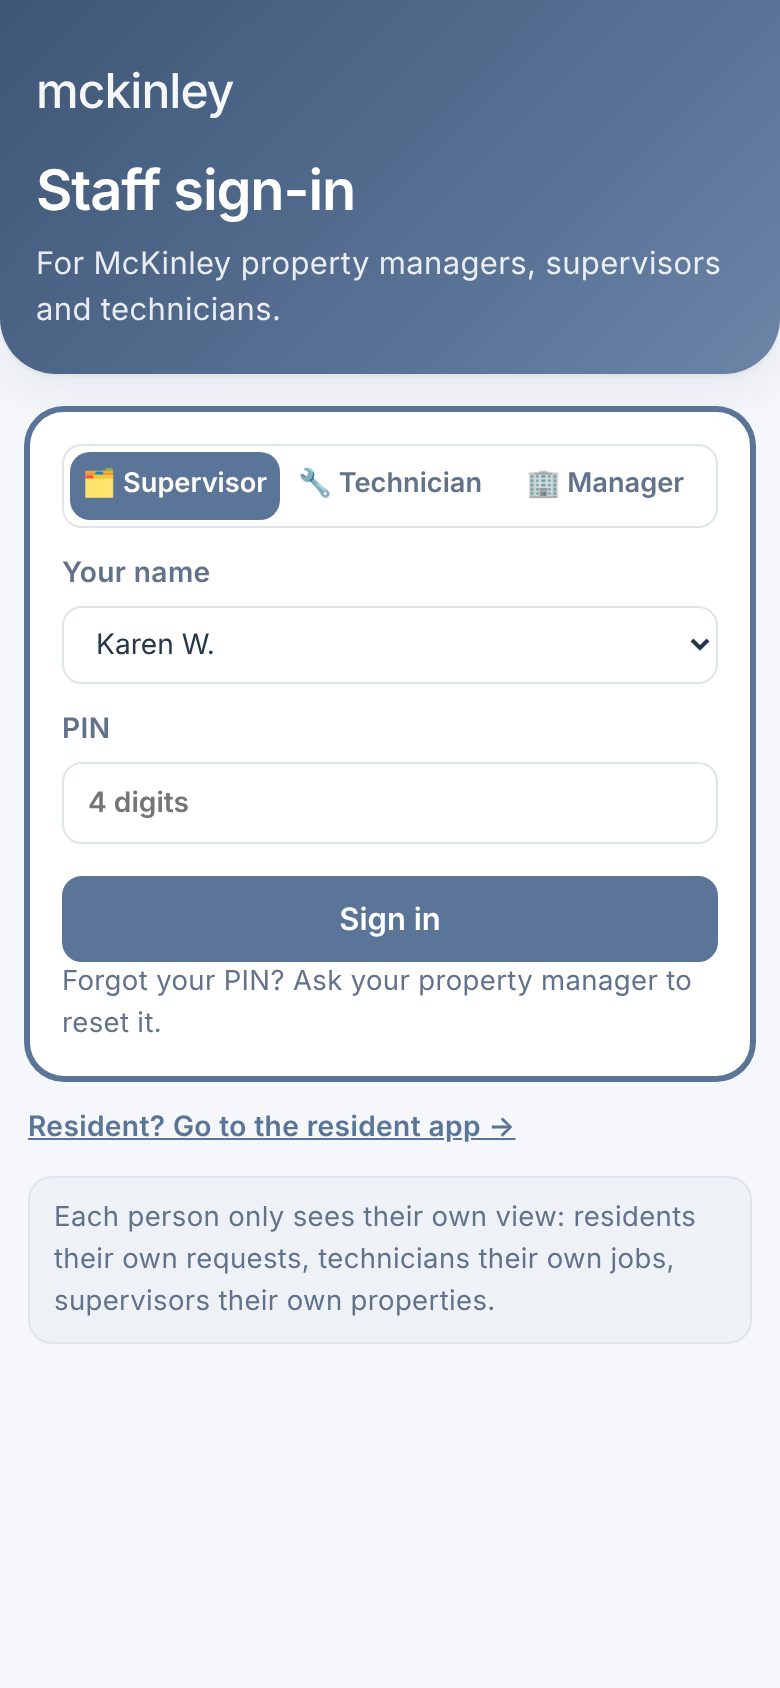 mckinley
Staff sign-in
For McKinley property managers, supervisors
and technicians.
🗂️ Supervisor 🔧 Technician 🏢 Manager
Your name
Karen W.
PIN
4 digits
Sign in
Forgot your PIN? Ask your property manager to
reset it.
Resident? Go to the resident app →
Each person only sees their own view: residents
their own requests, technicians their own jobs,
supervisors their own properties.